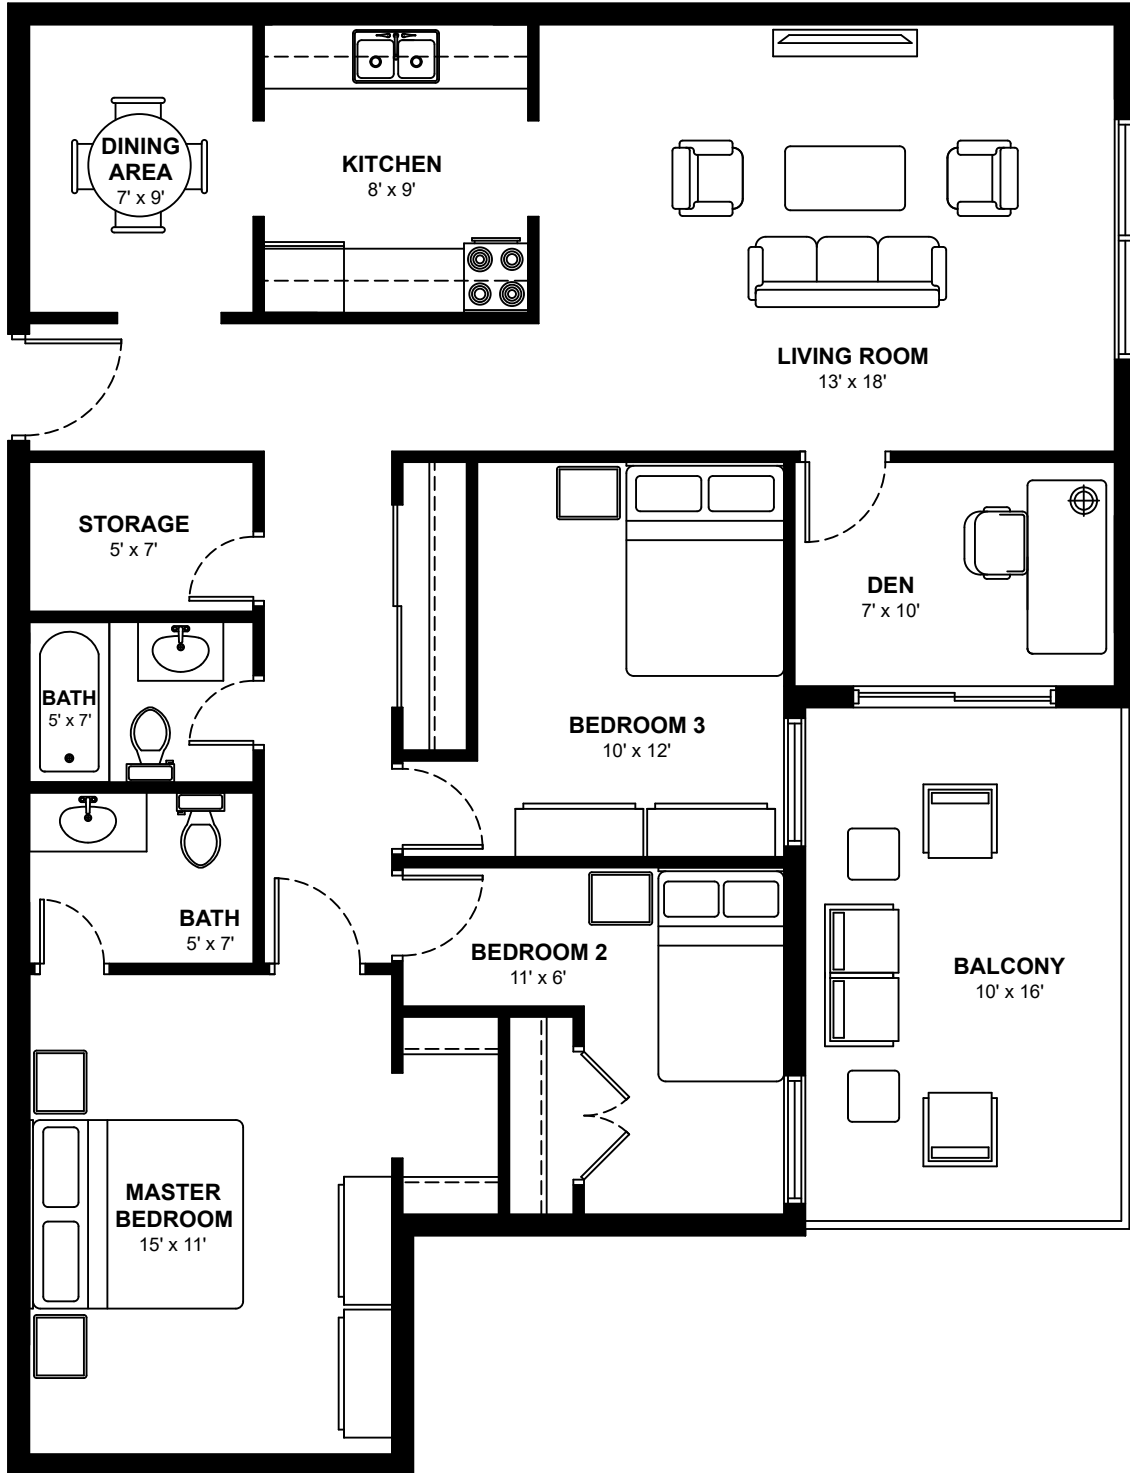 DINING
AREA
7' x 9'
KITCHEN
8' x 9'
LIVING ROOM
13' x 18'
STORAGE
5' x 7'
DEN
7' x 10'
BATH
5' x 7'
BEDROOM 3
10' x 12'
BATH
5' x 7'
BEDROOM 2
11' x 6'
BALCONY
10' x 16'
MASTER
BEDROOM
15' x 11'